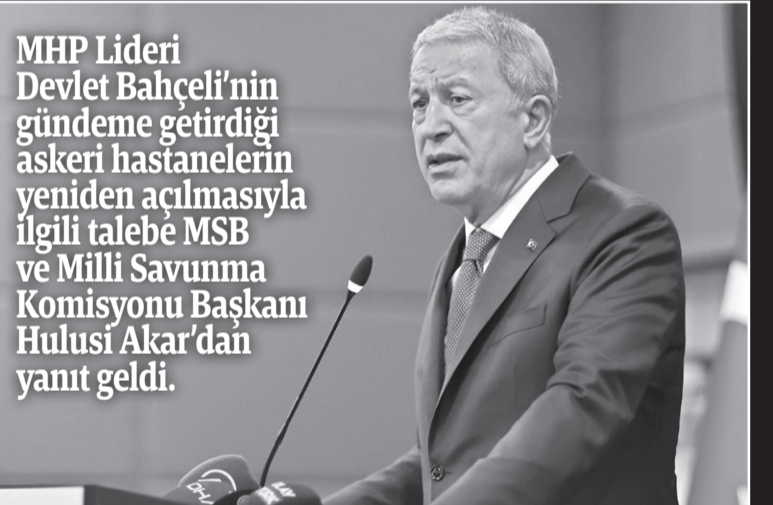 MHP Lideri
Devlet Bahçeli'nin
gündeme getirdiği
askeri hastanelerin
yeniden açılmasıyla
ilgili talebe MSB
ve Milli Savunma
Komisyonu Başkanı
Hulusi Akar'dan
yanıt geldi.
DHA